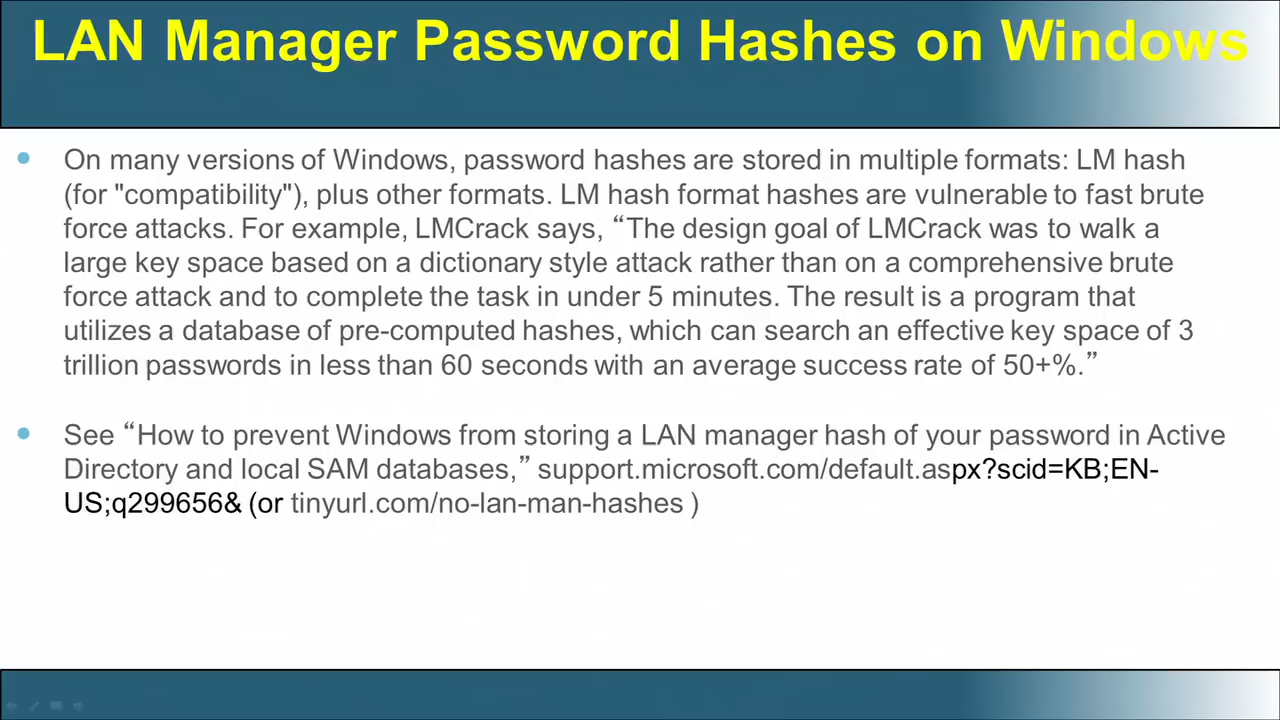 LAN Manager Password Hashes on Windows
On many versions of Windows, password hashes are stored in multiple formats: LM hash
(for "compatibility"), plus other formats. LM hash format hashes are vulnerable to fast brute
force attacks. For example, LMCrack says, “The design goal of LMCrack was to walk a
large key space based on a dictionary style attack rather than on a comprehensive brute
force attack and to complete the task in under 5 minutes. The result is a program that
utilizes a database of pre-computed hashes, which can search an effective key space of 3
trillion passwords in less than 60 seconds with an average success rate of 50+%.”
See “How to prevent Windows from storing a LAN manager hash of your password in Active
Directory and local SAM databases,” support.microsoft.com/default.aspx?scid=KB;EN-
US;q299656& (or tinyurl.com/no-lan-man-hashes )